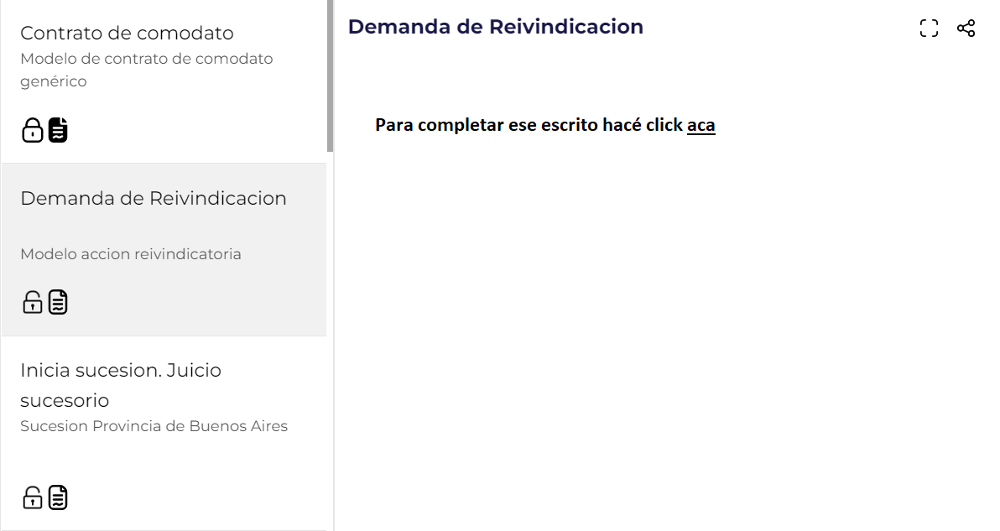 Contrato de comodato
Modelo de contrato de comodato
genérico
Demanda de Reivindicacion
Modelo accion reivindicatoria
Inicia sucesion. Juicio
sucesorio
Sucesion Provincia de Buenos Aires
Demanda de Reivindicacion
Para completar ese escrito hacé click aca